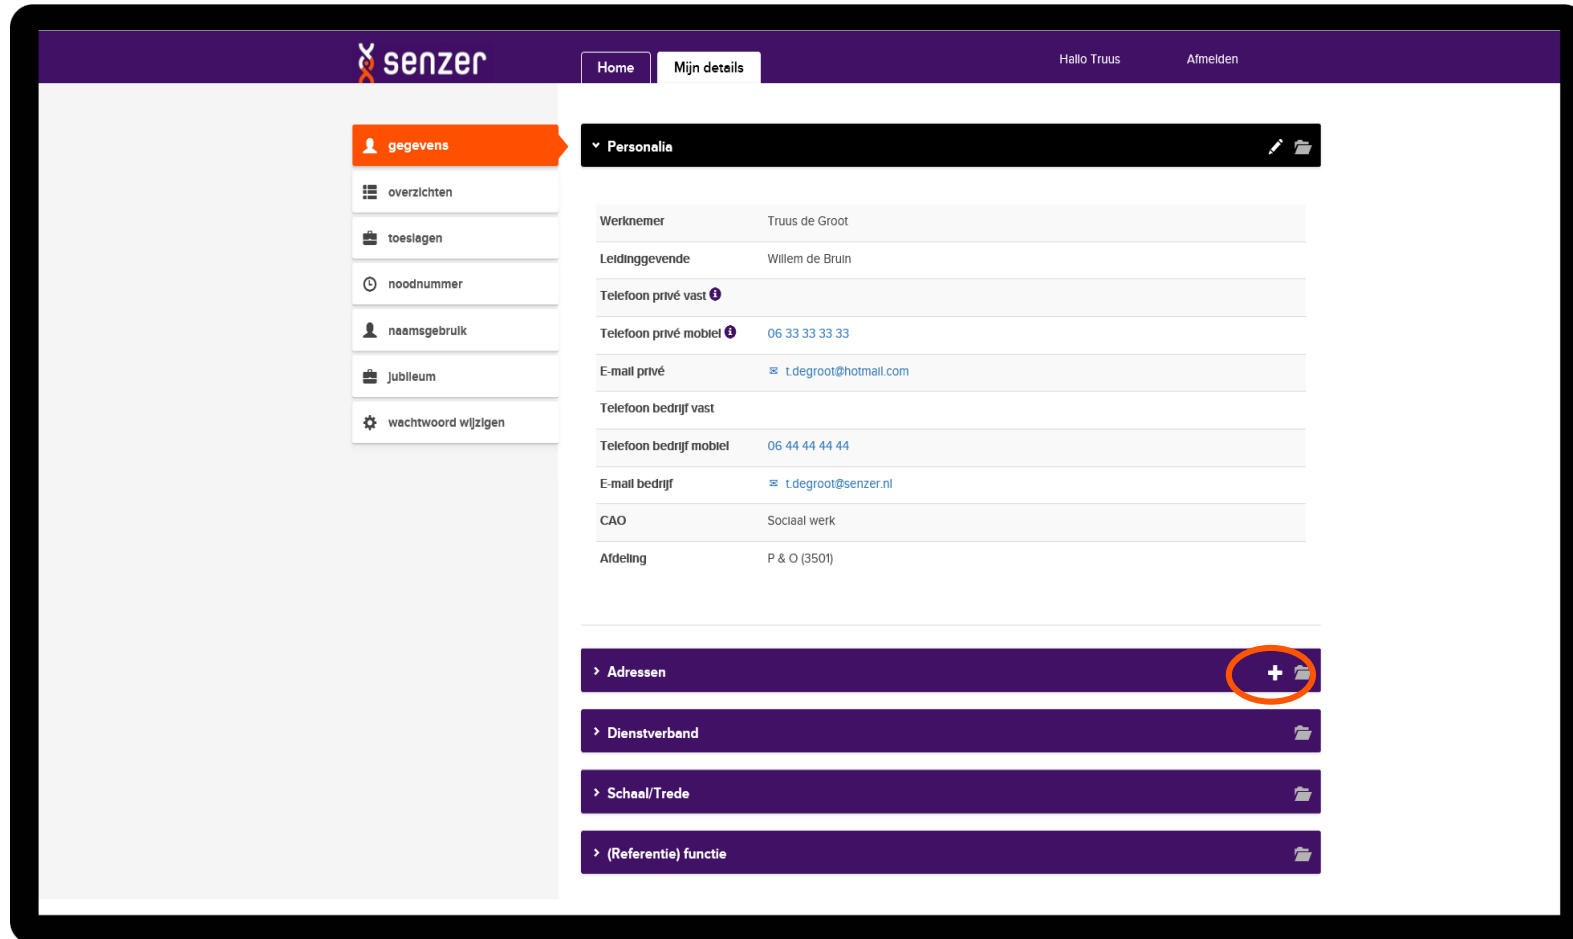 senzer
Home
Mijn details
Hallo Truus
Afmelden
gegevens
overzichten
toeslagen
noodnummer
naamsgebruik
jubileum
wachtwoord wijzigen
Personalia
Werknemer Truus de Groot
Leidinggevende Willem de Bruin
Telefoon privé vast
Telefoon privé mobiel 06 33 33 33 33
E-mail privé t.degroot@hotmail.com
Telefoon bedrijf vast
Telefoon bedrijf mobiel 06 44 44 44 44
E-mail bedrijf t.degroot@senzer.nl
CAO Sociaal werk
Afdeling P & O (3501)
Adressen
Dienstverband
Schaal/Trede
(Referentie) functie